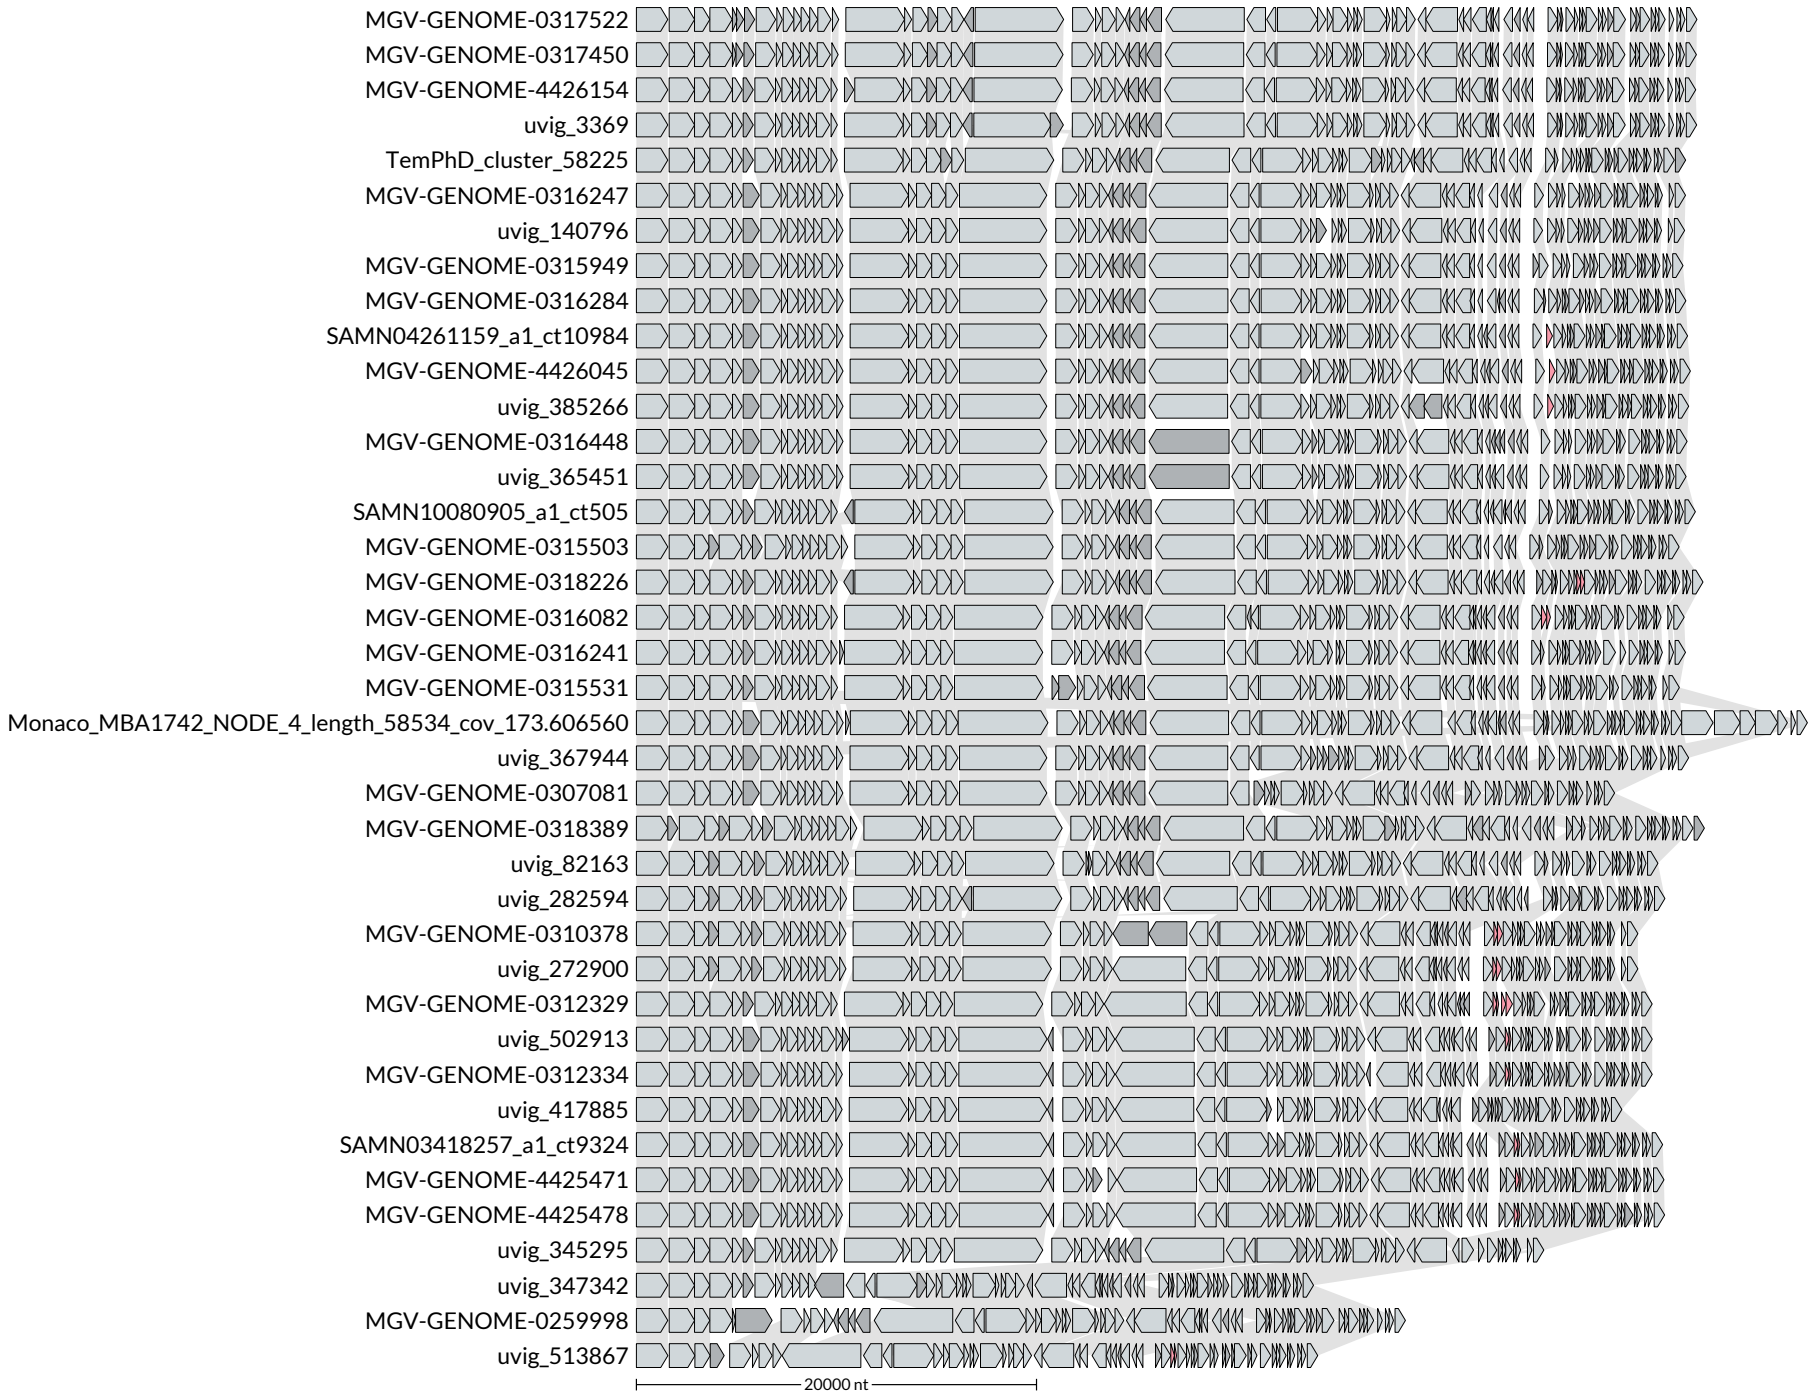 MGV-GENOME-0317522
MGV-GENOME-0317450
MGV-GENOME-4426154
uvig_3369
TemPhD_cluster_58225
MGV-GENOME-0316247
uvig_140796
MGV-GENOME-0315949
MGV-GENOME-0316284
SAMN04261159_a1_ct10984
MGV-GENOME-4426045
uvig_385266
MGV-GENOME-0316448
uvig_365451
SAMN10080905_a1_ct505
MGV-GENOME-0315503
MGV-GENOME-0318226
MGV-GENOME-0316082
MGV-GENOME-0316241
MGV-GENOME-0315531
Monaco_MBA1742_NODE_4_length_58534_cov_173.606560
uvig_367944
MGV-GENOME-0307081
MGV-GENOME-0318389
uvig_82163
uvig_282594
MGV-GENOME-0310378
uvig_272900
MGV-GENOME-0312329
uvig_502913
MGV-GENOME-0312334
uvig_417885
SAMN03418257_a1_ct9324
MGV-GENOME-4425471
MGV-GENOME-4425478
uvig_345295
uvig_347342
MGV-GENOME-0259998
uvig_513867
20000 nt